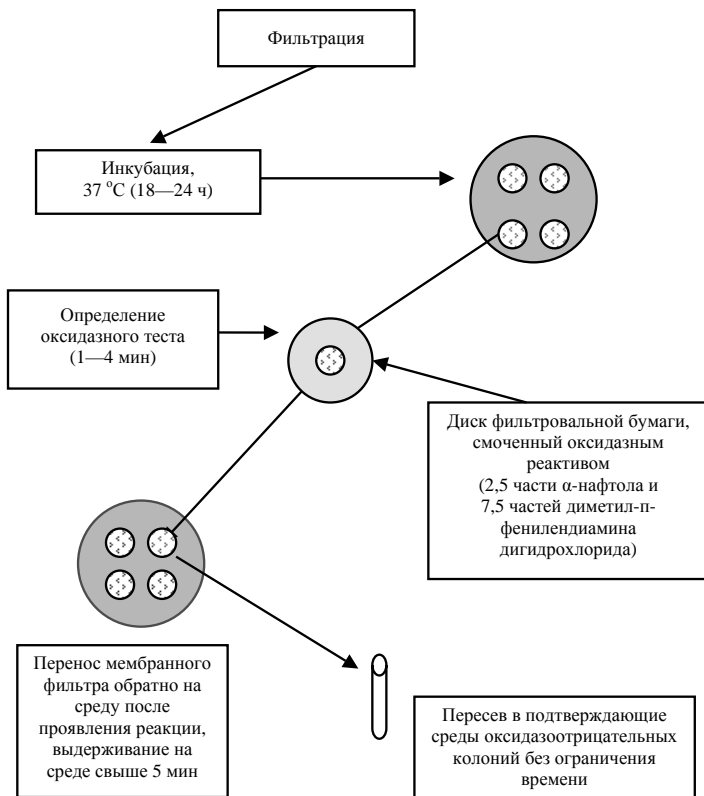 Фильтрация
Инкубация,
37 °C (18—24 ч)
Определение
оксидазного теста
(1—4 мин)
Диск фильтровальной бумаги,
смоченный оксидазным
реактивом
(2,5 части α-нафтола и
7,5 частей диметил-п-
фенилендиамина
дигидрохлорида)
Перенос мембранного
фильтра обратно на
среду после
проявления реакции,
выдерживание на
среде свыше 5 мин
Пересев в подтверждающие
среды оксидазоотрицательных
колоний без ограничения
времени